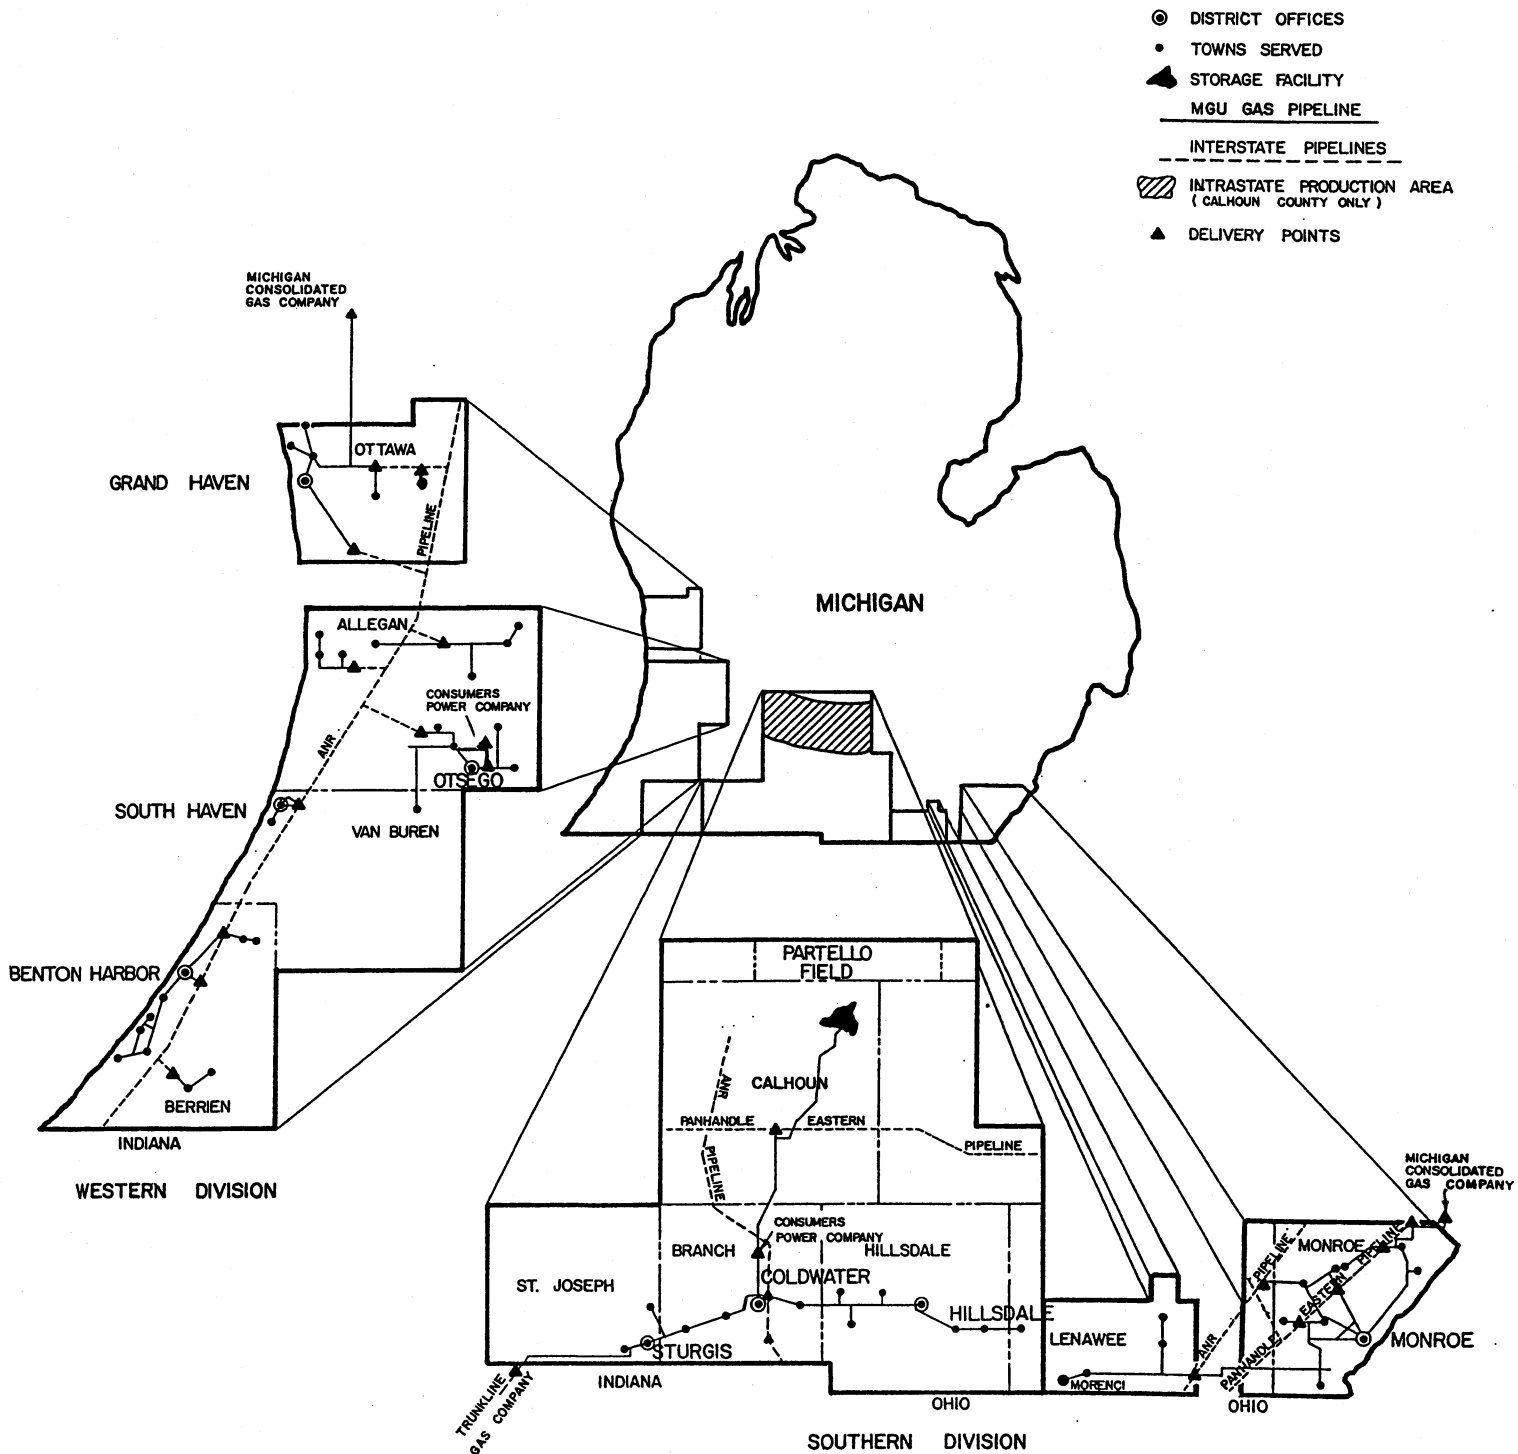 DISTRICT OFFICES
TOWNS SERVED
STORAGE FACILITY
MGU GAS PIPELINE
INTERSTATE PIPELINES
INTRASTATE PRODUCTION AREA
( CALHOUN COUNTY ONLY )
DELIVERY POINTS
MICHIGAN
CONSOLIDATED
GAS COMPANY
OTTAWA
GRAND HAVEN
PIPELINE
MICHIGAN
ALLEGAN
CONSUMERS
POWER COMPANY
ANR
OTSEGO
SOUTH HAVEN
VAN BUREN
BENTON HARBOR
BERRIEN
INDIANA
WESTERN DIVISION
PARTELLO
FIELD
CALHOUN
ANR
PANHANDLE
EASTERN
PIPELINE
PIPELINE
CONSUMERS
POWER COMPANY
BRANCH
HILLSDALE
ST. JOSEPH
COLDWATER
HILLSDALE
STURGIS
INDIANA
TRUNKLINE
GAS COMPANY
OHIO
LENAWEE
MORENCI
ANR
PIPELINE
PANHANDLE
EASTERN
PIPELINE
MONROE
MICHIGAN
CONSOLIDATED
GAS COMPANY
MONROE
OHIO
SOUTHERN DIVISION